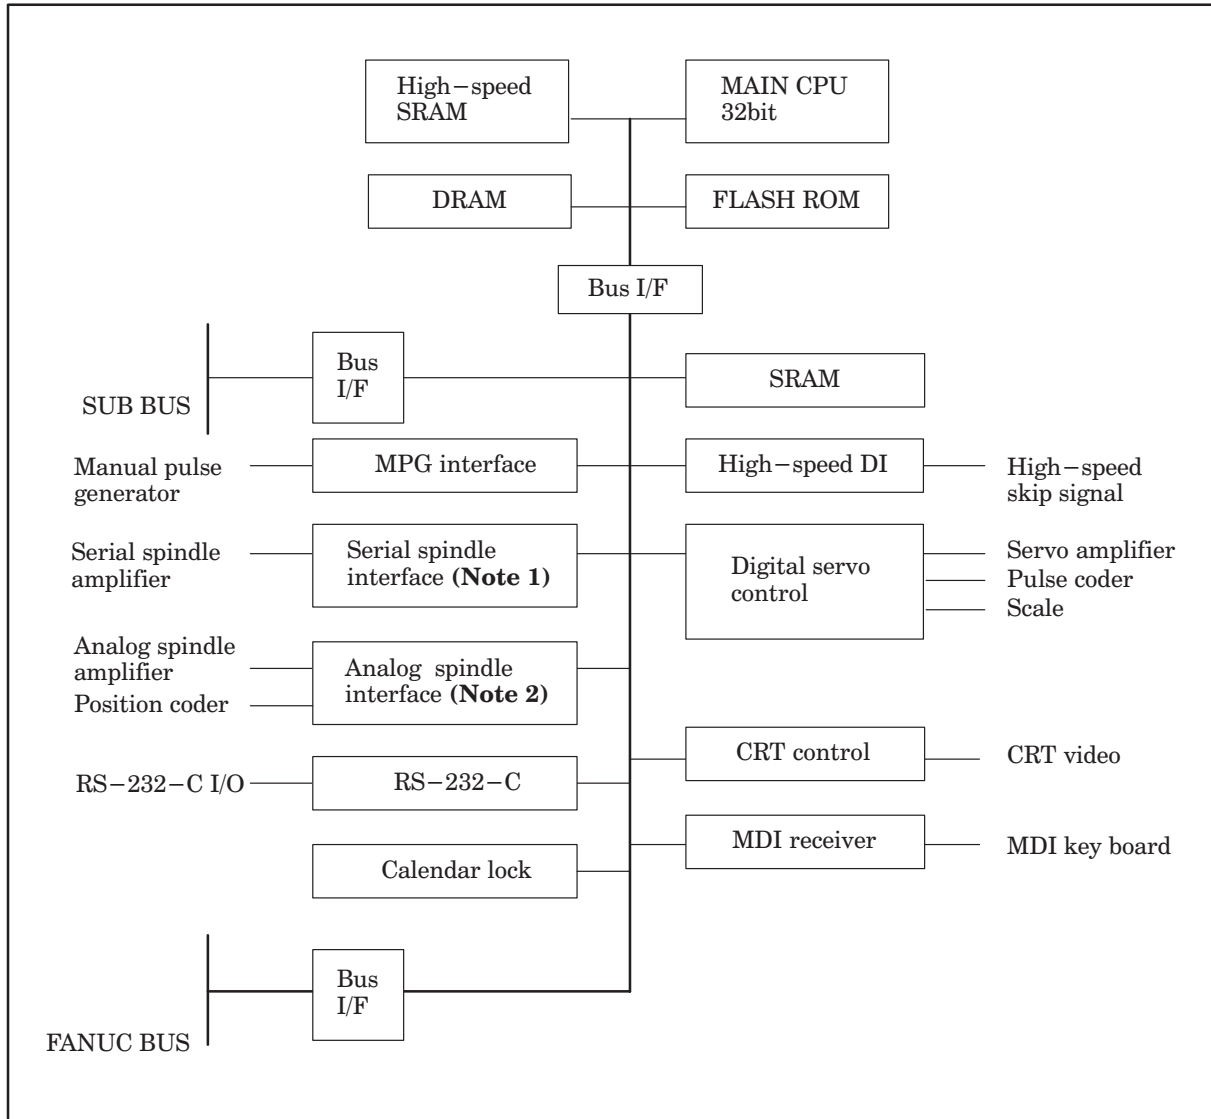 High−speed
SRAM
MAIN CPU
32bit
DRAM
FLASH ROM
Bus I/F
SUB BUS
Bus
I/F
SRAM
Manual pulse
generator
MPG interface
High−speed DI
High−speed
skip signal
Serial spindle
amplifier
Serial spindle
interface (Note 1)
Digital servo
control
Servo amplifier
Pulse coder
Scale
Analog spindle
amplifier
Position coder
Analog spindle
interface (Note 2)
CRT control
CRT video
RS−232−C I/O
RS−232−C
MDI receiver
MDI key board
Calendar lock
Bus
I/F
FANUC BUS